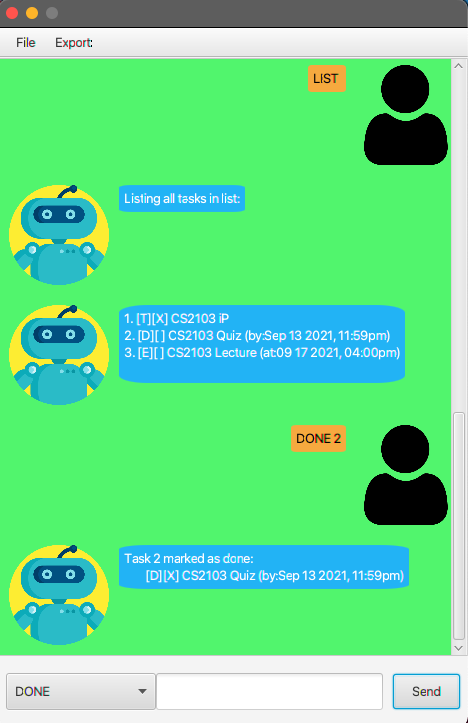 File Export:
LIST
Listing all tasks in list:
1. [T][X] CS2103 iP
2. [D][ ] CS2103 Quiz (by:Sep 13 2021, 11:59pm)
3. [E][ ] CS2103 Lecture (at:09 17 2021, 04:00pm)
DONE 2
Task 2 marked as done:
[D][X] CS2103 Quiz (by:Sep 13 2021, 11:59pm)
DONE Send